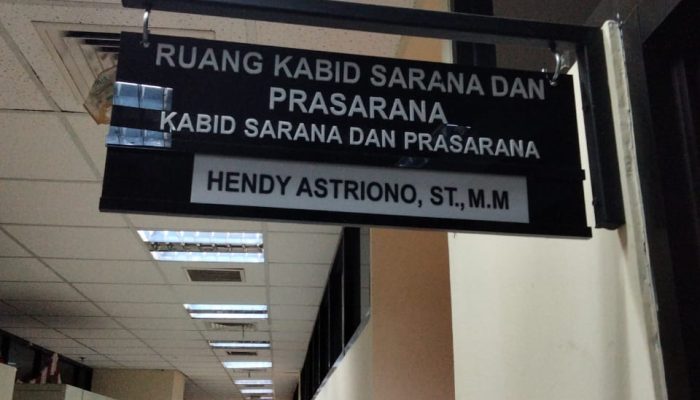 RUANG KABID SARANA DAN
PRASARANA
KABID SARANA DAN PRASARANA
HENDY ASTRIONO, ST., M.M